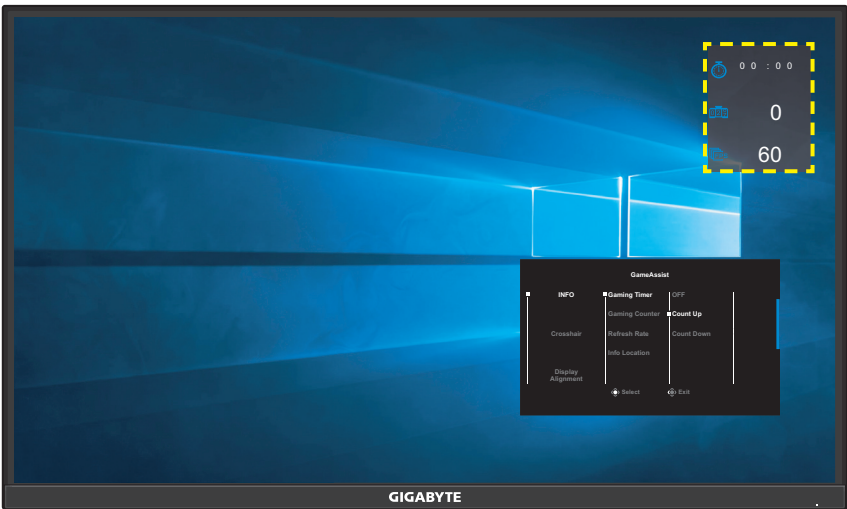 00:00
0
60
GameAssist
INFO
Gaming Timer
OFF
Gaming Counter
Count Up
Crosshair
Refresh Rate
Count Down
Info Location
Display
Alignment
Select
Exit
GIGABYTE